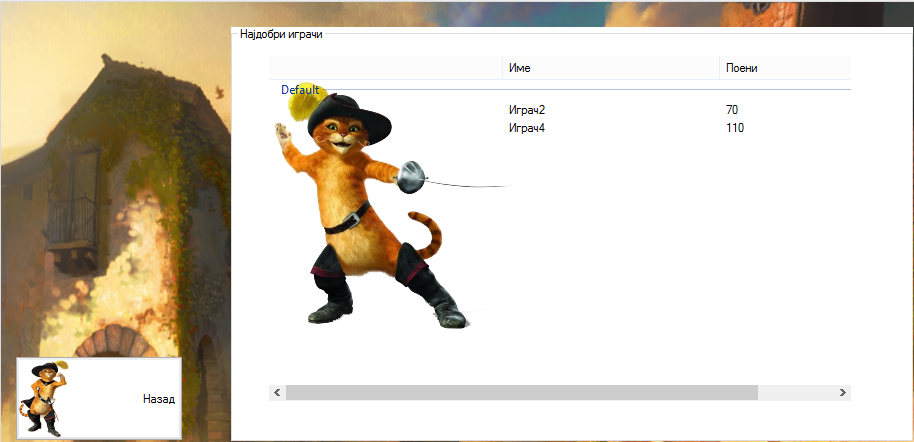 Најдобри играчи
Име Поени
Default
Играч2 70
Играч4 110
Назад